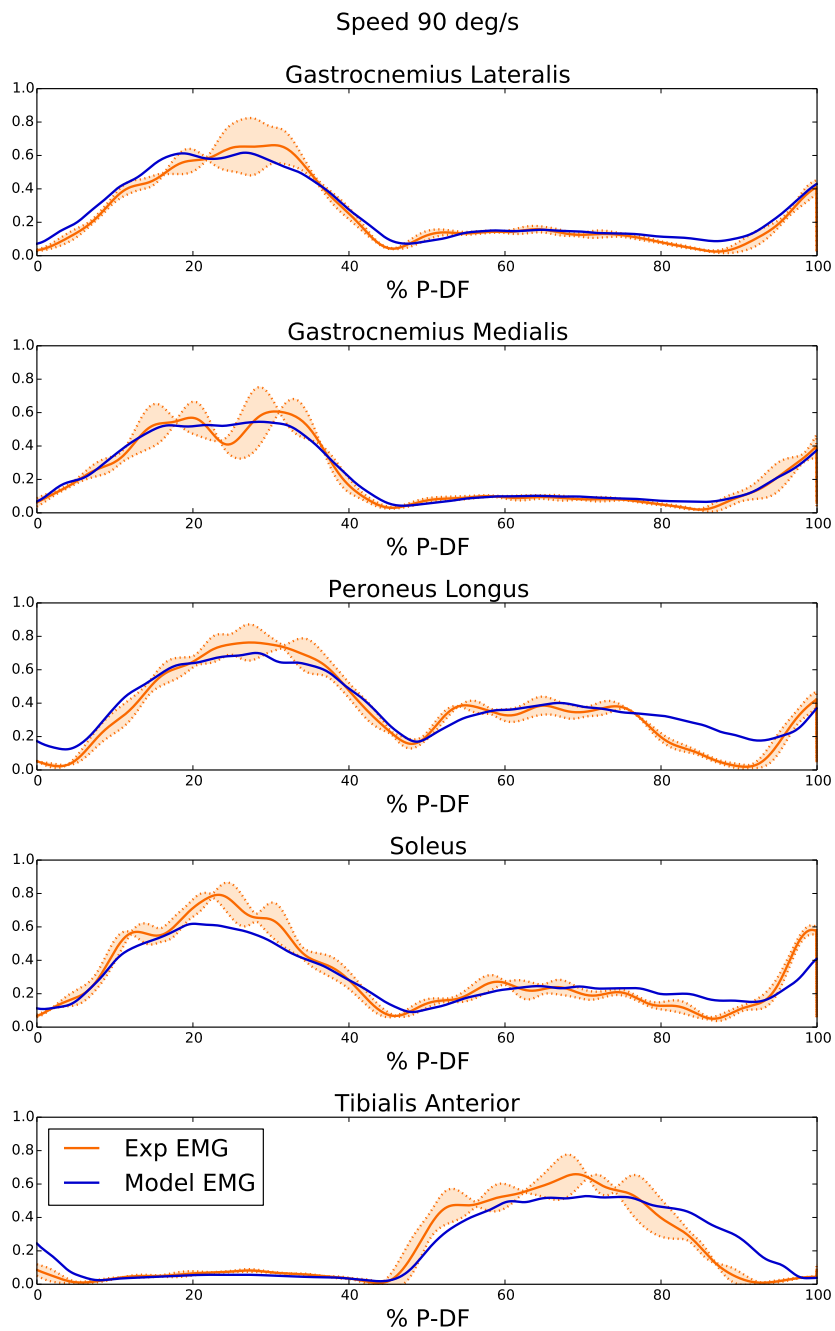 Speed 90 deg/s
Gastrocnemius Lateralis
1.0
0.8
0.6
0.4
0.2
0.0
0 20 40 60 80 100
% P-DF
Gastrocnemius Medialis
1.0
0.8
0.6
0.4
0.2
0.0
0 20 40 60 80 100
% P-DF
Peroneus Longus
1.0
0.8
0.6
0.4
0.2
0.0
0 20 40 60 80 100
% P-DF
Soleus
1.0
0.8
0.6
0.4
0.2
0.0
0 20 40 60 80 100
% P-DF
Tibialis Anterior
1.0
0.8
0.6
0.4
0.2
0.0
Exp EMG
Model EMG
0 20 40 60 80 100
% P-DF